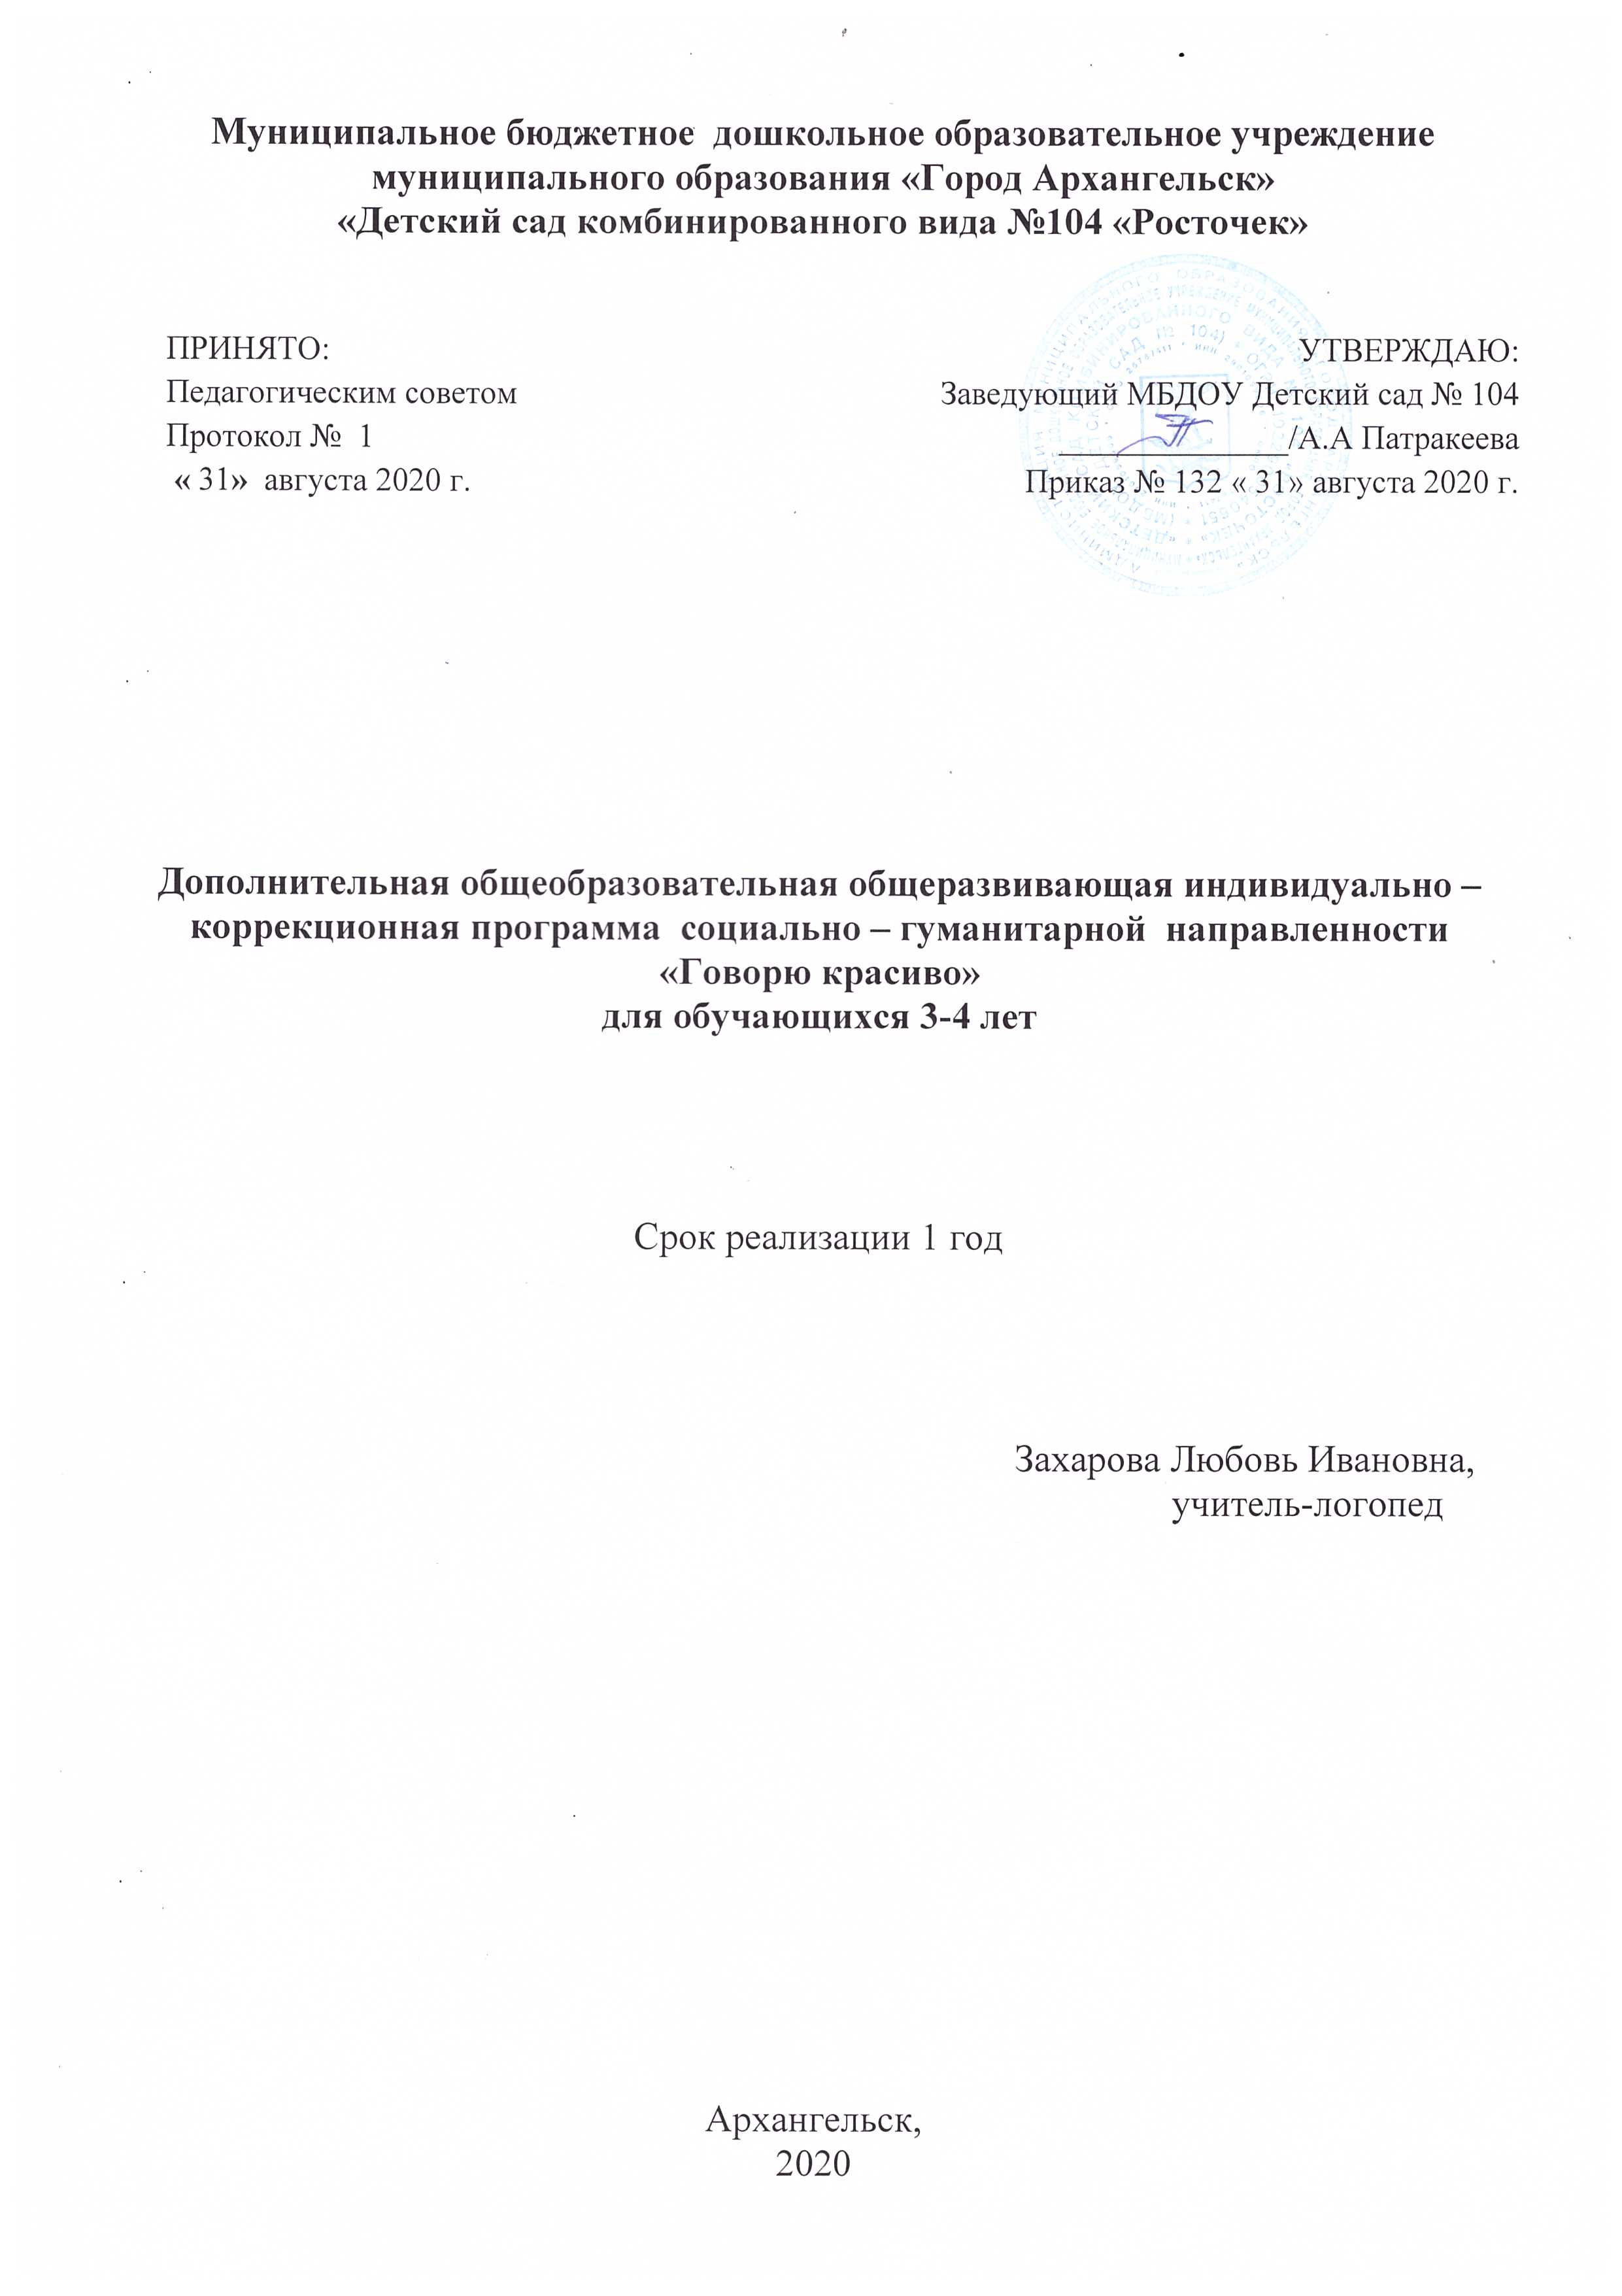 Муниципальное бюджетное  дошкольное образовательное учреждение
муниципального образования «Город Архангельск»
«Детский сад комбинированного вида №104 «Росточек»
ПРИНЯТО:
Педагогическим советом
Протокол №  1
« 31»  августа 2020 г.
УТВЕРЖДАЮ:
Заведующий МБДОУ Детский сад № 104
/А.А Патракеева
Приказ № 132 « 31» августа 2020 г.
Дополнительная общеобразовательная общеразвивающая индивидуально –
коррекционная программа  социально – гуманитарной  направленности
«Говорю красиво»
для обучающихся 3-4 лет
Срок реализации 1 год
Захарова Любовь Ивановна,
учитель-логопед
Архангельск,
2020